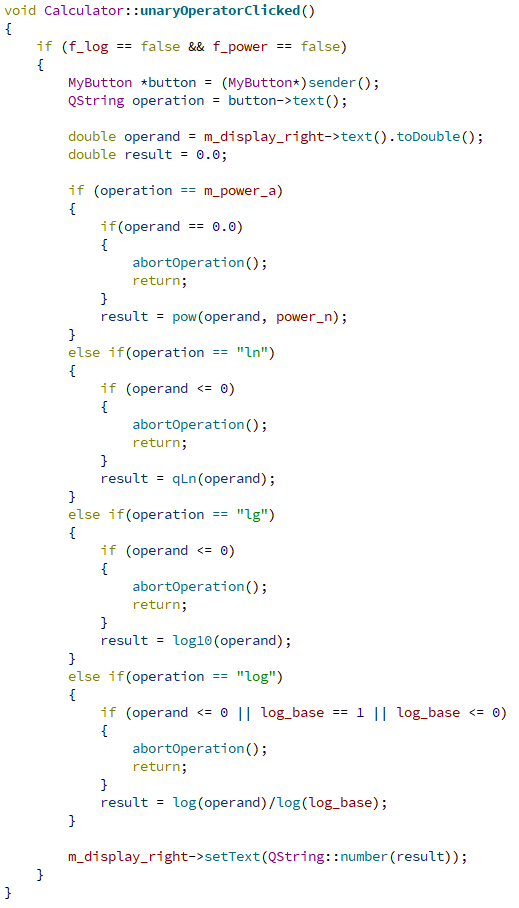 void Calculator::unaryOperatorClicked()
{
    if (f_log == false && f_power == false)
    {
        MyButton *button = (MyButton*)sender();
        QString operation = button->text();

        double operand = m_display_right->text().toDouble();
        double result = 0.0;

        if (operation == m_power_a)
        {
            if(operand == 0.0)
            {
                abortOperation();
                return;
            }
            result = pow(operand, power_n);
        }
        else if(operation == "ln")
        {
            if (operand <= 0)
            {
                abortOperation();
                return;
            }
            result = qLn(operand);
        }
        else if(operation == "lg")
        {
            if (operand <= 0)
            {
                abortOperation();
                return;
            }
            result = log10(operand);
        }
        else if(operation == "log")
        {
            if (operand <= 0 || log_base == 1 || log_base <= 0)
            {
                abortOperation();
                return;
            }
            result = log(operand)/log(log_base);
        }

        m_display_right->setText(QString::number(result));
    }
}